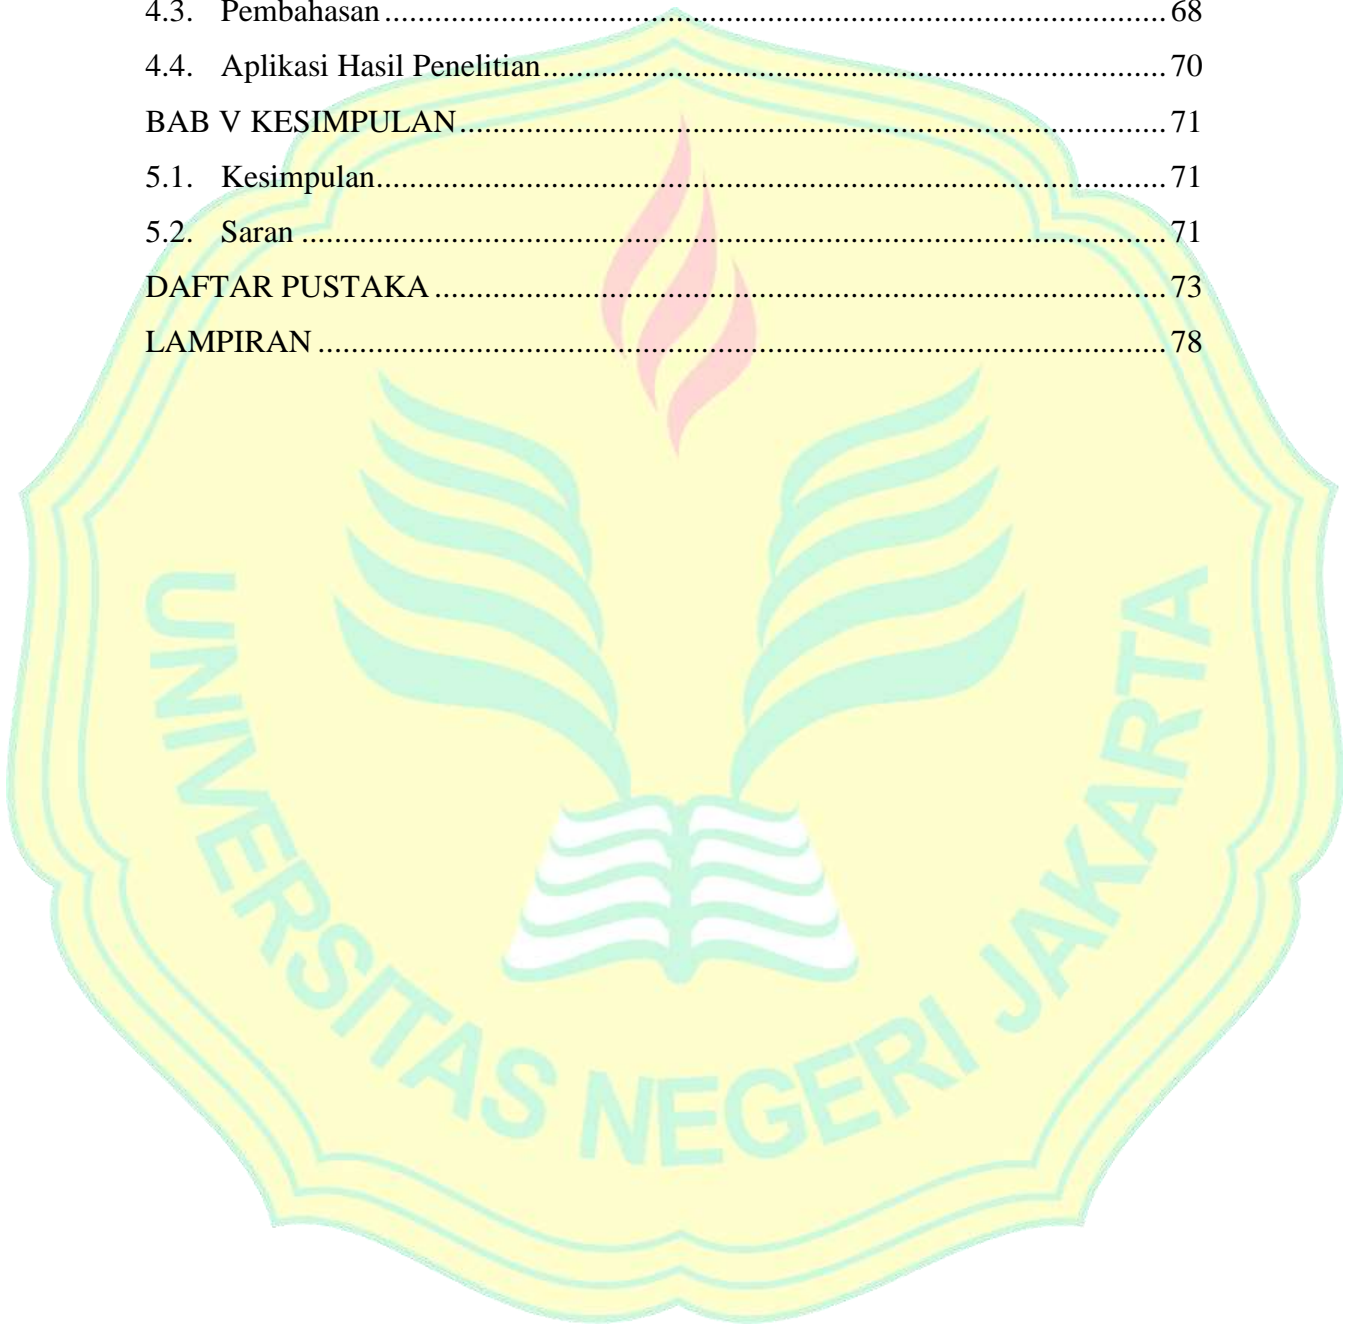 4.3. Pembahasan........................................................................................68
4.4. Aplikasi Hasil Penelitian....................................................................70
BAB V KESIMPULAN..............................................................................71
5.1. Kesimpulan........................................................................................71
5.2. Saran..................................................................................................71
DAFTAR PUSTAKA..................................................................................73
LAMPIRAN................................................................................................78
UNIVERSITAS NEGERI JAKARTA